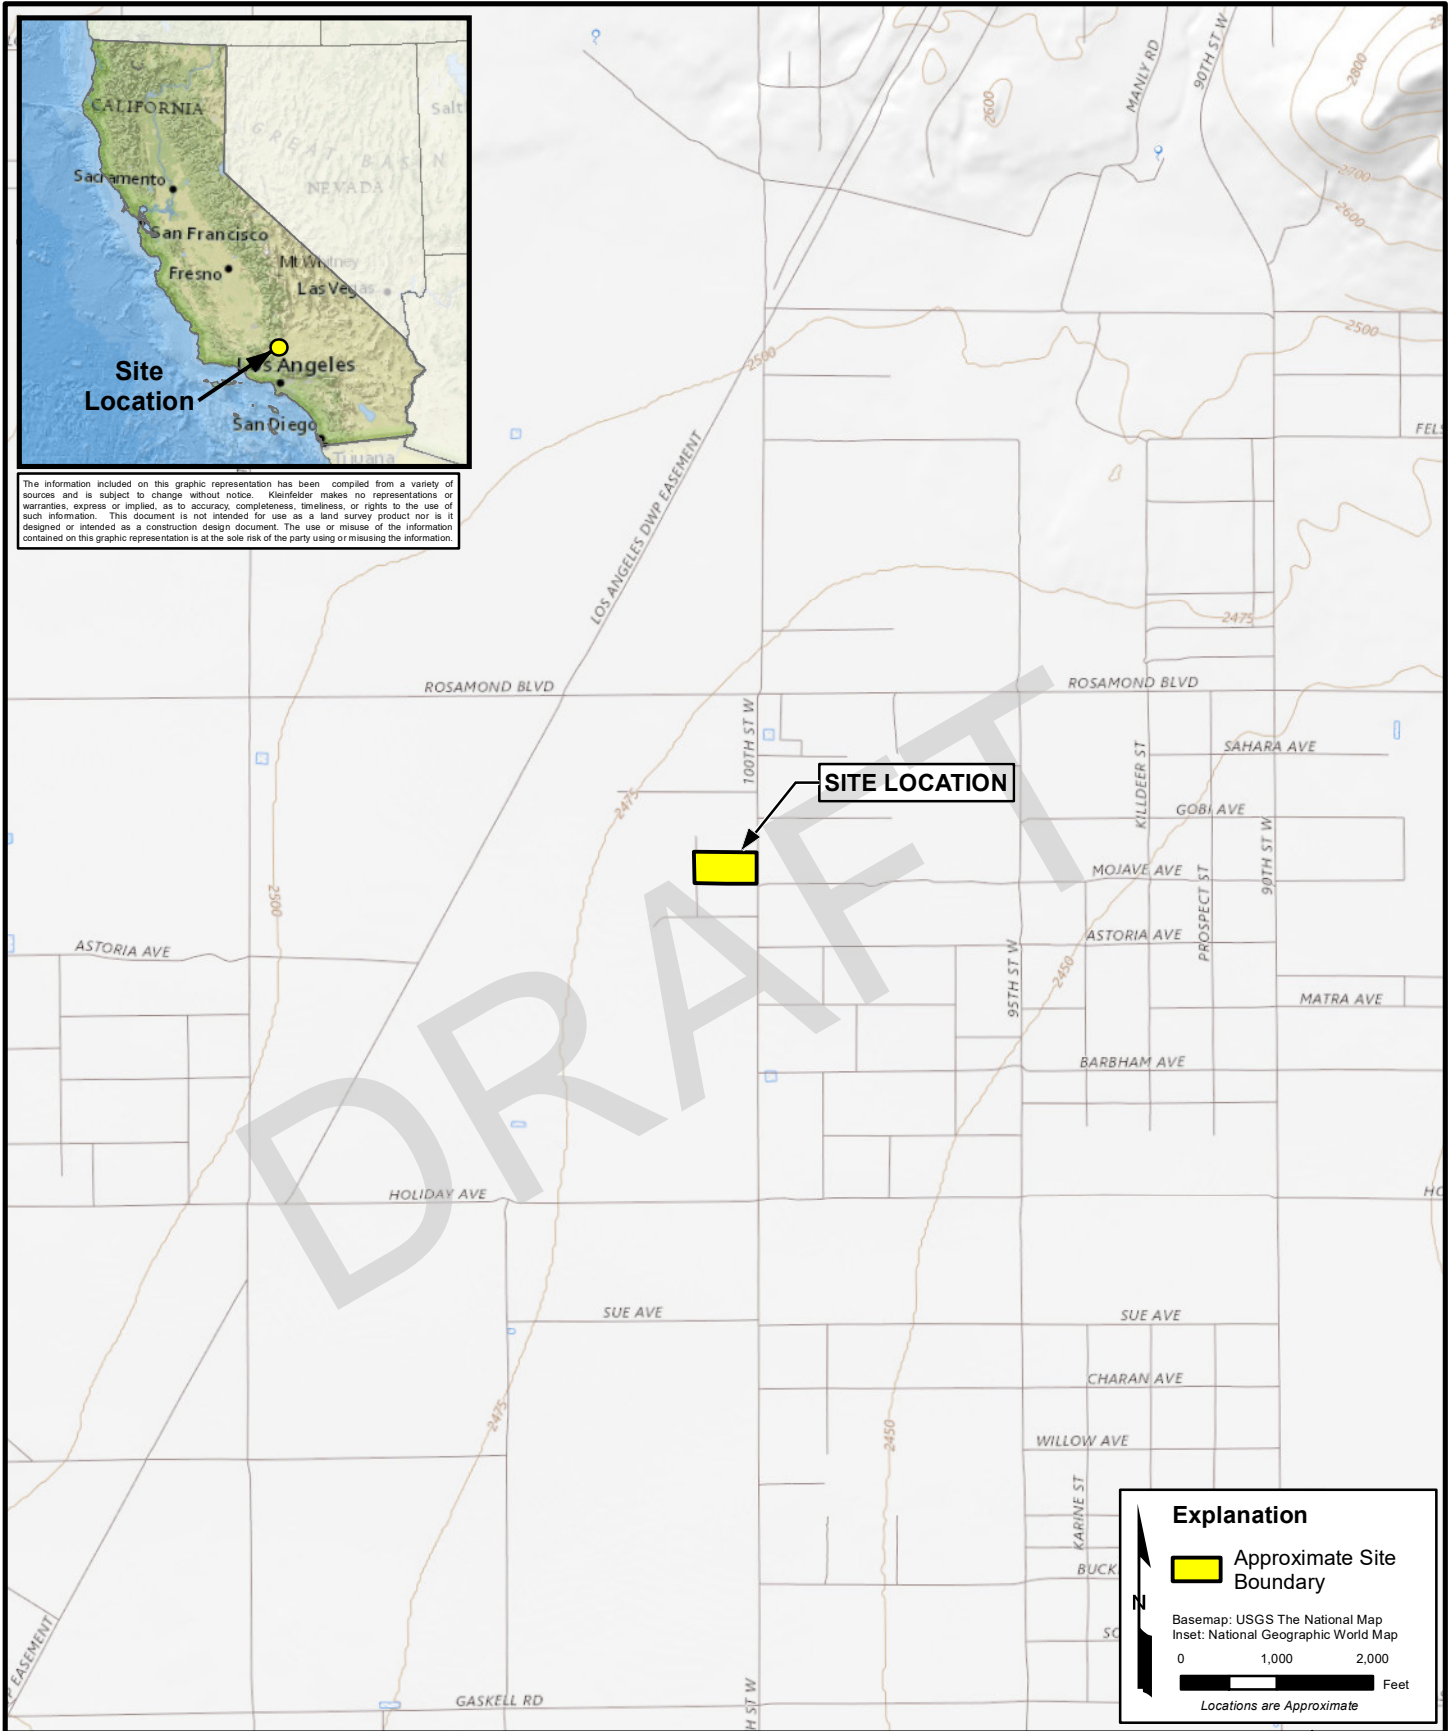 CALIFORNIA
Salt
GREAT BASIN
NEVADA
Sacramento
San Francisco
Mt Whitney
Fresno
Las Vegas
Site
Location
Los Angeles
San Diego
Tijuana
The information included on this graphic representation has been compiled from a variety of
sources and is subject to change without notice. Kleinfelder makes no representations or
warranties, express or implied, as to accuracy, completeness, timeliness, or rights to the use of
such information. This document is not intended for use as a land survey product nor is it
designed or intended as a construction design document. The use or misuse of the information
contained on this graphic representation is at the sole risk of the party using or misusing the information.
MANLY RD
90TH ST W
2600
2800
2700
2600
2500
2500
FELS
LOS ANGELES DWP EASEMENT
2475
ROSAMOND BLVD
ROSAMOND BLVD
100TH ST W
KILLDEER ST
SAHARA AVE
SITE LOCATION
2475
GOBI AVE
90TH ST W
MOJAVE AVE
PROSPECT ST
2500
ASTORIA AVE
ASTORIA AVE
95TH ST W
2450
MATRA AVE
BARBHAM AVE
DRAFT
HOLIDAY AVE
HO
SUE AVE
SUE AVE
CHARAN AVE
2475
2450
WILLOW AVE
KARINE ST
BUCK
SO
P EASEMENT
GASKELL RD
H ST W
Explanation
Approximate Site
Boundary
N
Basemap: USGS The National Map
Inset: National Geographic World Map
0 1,000 2,000
Feet
Locations are Approximate